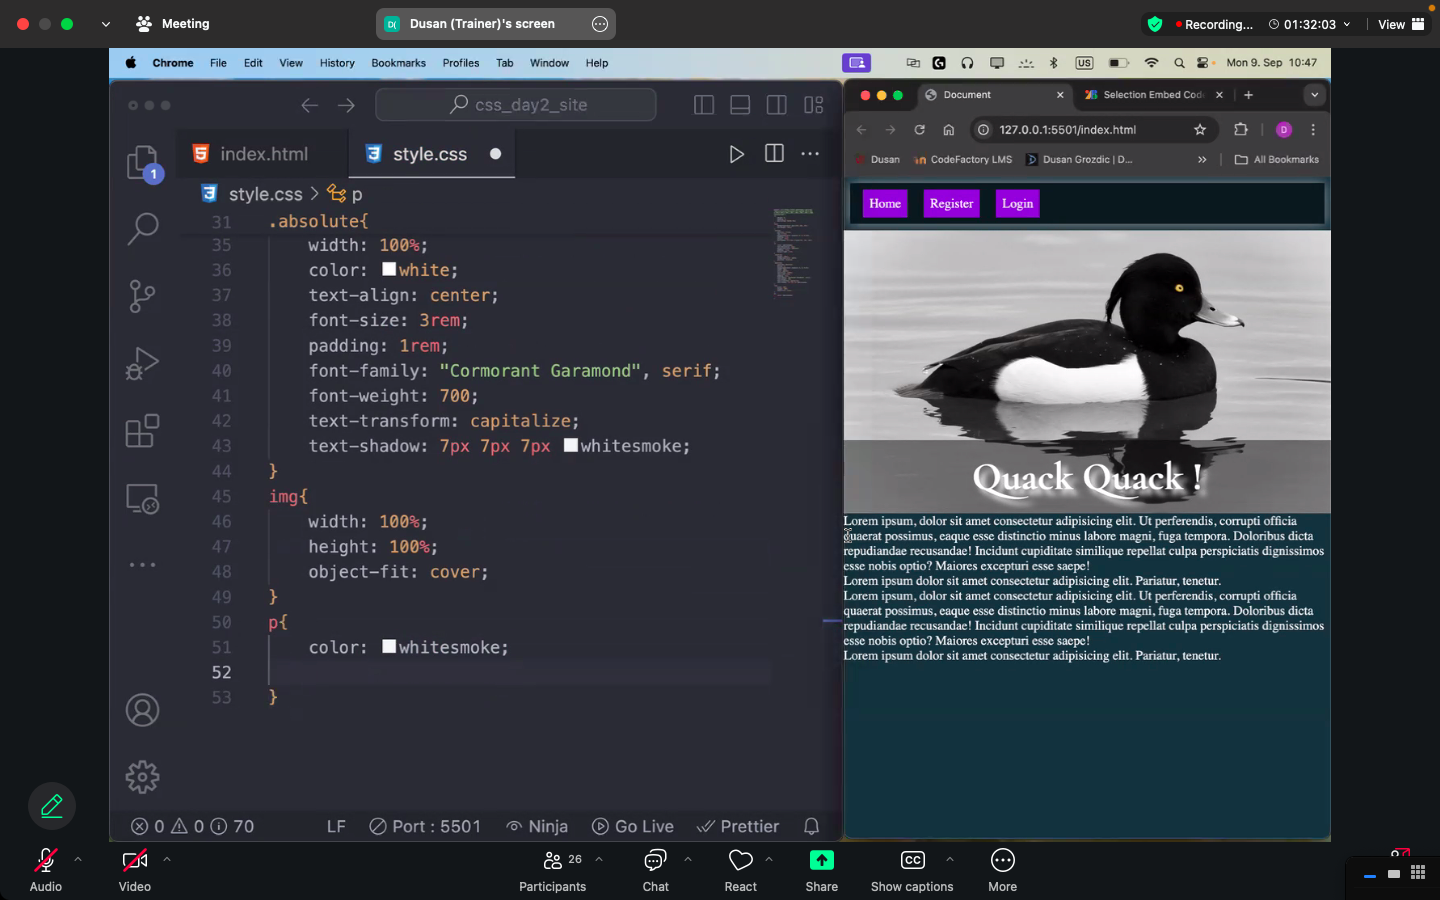 Meeting
D( Dusan (Trainer)'s screen
Recording...
01:32:03
View
Chrome File Edit View History Bookmarks Profiles Tab Window Help
US
Mon 9. Sep 10:47
css_day2_site
index.html
style.css
style.css > p
31 .absolute{
35 width: 100%;
36 color: white;
37 text-align: center;
38 font-size: 3rem;
39 padding: 1rem;
40 font-family: "Cormorant Garamond", serif;
41 font-weight: 700;
42 text-transform: capitalize;
43 text-shadow: 7px 7px 7px whitesmoke;
44 }
45 img{
46 width: 100%;
47 height: 100%;
48 object-fit: cover;
49 }
50 p{
51 color: whitesmoke;
52
53 }
1
0 0 70
LF
Port : 5501
Ninja
Go Live
Prettier
Document
Selection Embed Cod
127.0.0.1:5501/index.html
D
Dusan
CodeFactory LMS
Dusan Grozdic | D...
All Bookmarks
Home
Register
Login
Quack Quack !
Lorem ipsum, dolor sit amet consectetur adipisicing elit. Ut perferendis, corrupti officia
quaerat possimus, eaque esse distinctio minus labore magni, fuga tempora. Doloribus dicta
repudiandae recusandae! Incidunt cupiditate similique repellat culpa perspiciatis dignissimos
esse nobis optio? Maiores excepturi esse saepe!
Lorem ipsum dolor sit amet consectetur adipisicing elit. Pariatur, tenetur.
Lorem ipsum, dolor sit amet consectetur adipisicing elit. Ut perferendis, corrupti officia
quaerat possimus, eaque esse distinctio minus labore magni, fuga tempora. Doloribus dicta
repudiandae recusandae! Incidunt cupiditate similique repellat culpa perspiciatis dignissimos
esse nobis optio? Maiores excepturi esse saepe!
Lorem ipsum dolor sit amet consectetur adipisicing elit. Pariatur, tenetur.
Audio
Video
26
Participants
Chat
React
Share
CC
Show captions
More